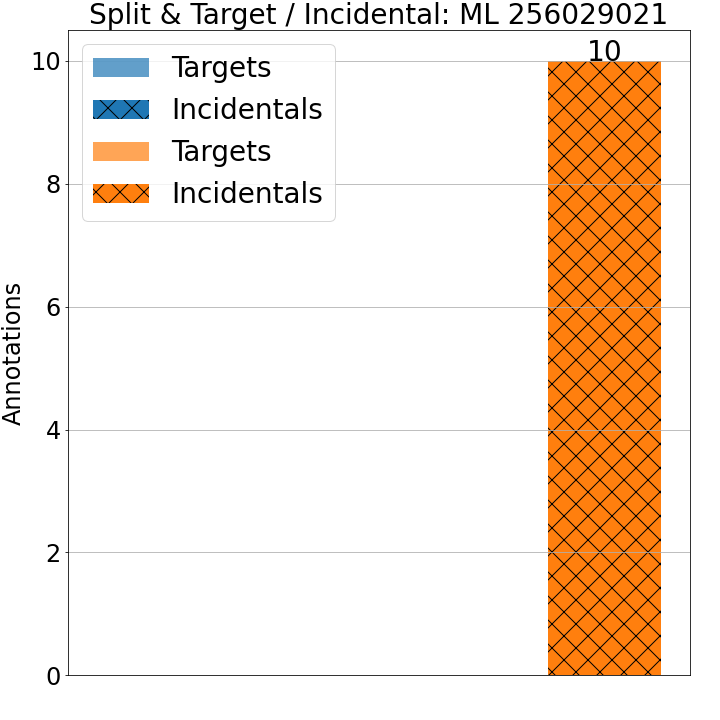 Split & Target / Incidental: ML 256029021
10
10
Targets
Incidentals
Targets
Incidentals
8
6
Annotations
4
2
0